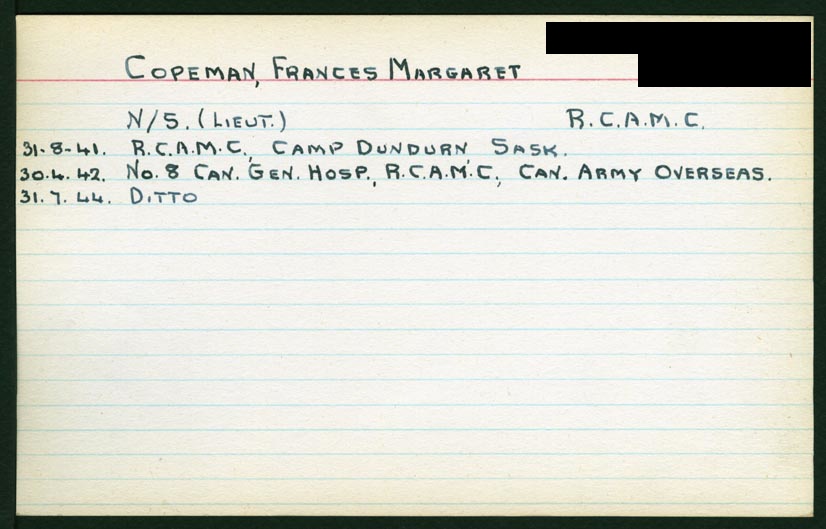 COPEMAN, FRANCES MARGARET
N/S. (LIEUT.) R.C.A.M.C.
31-8-41. R.C.A.M.C., CAMP DUNDURN, SASK.
30.4.42. No. 8 CAN. GEN. HOSP., R.C.A.M.C., CAN. ARMY OVERSEAS.
31.7.44. DITTO